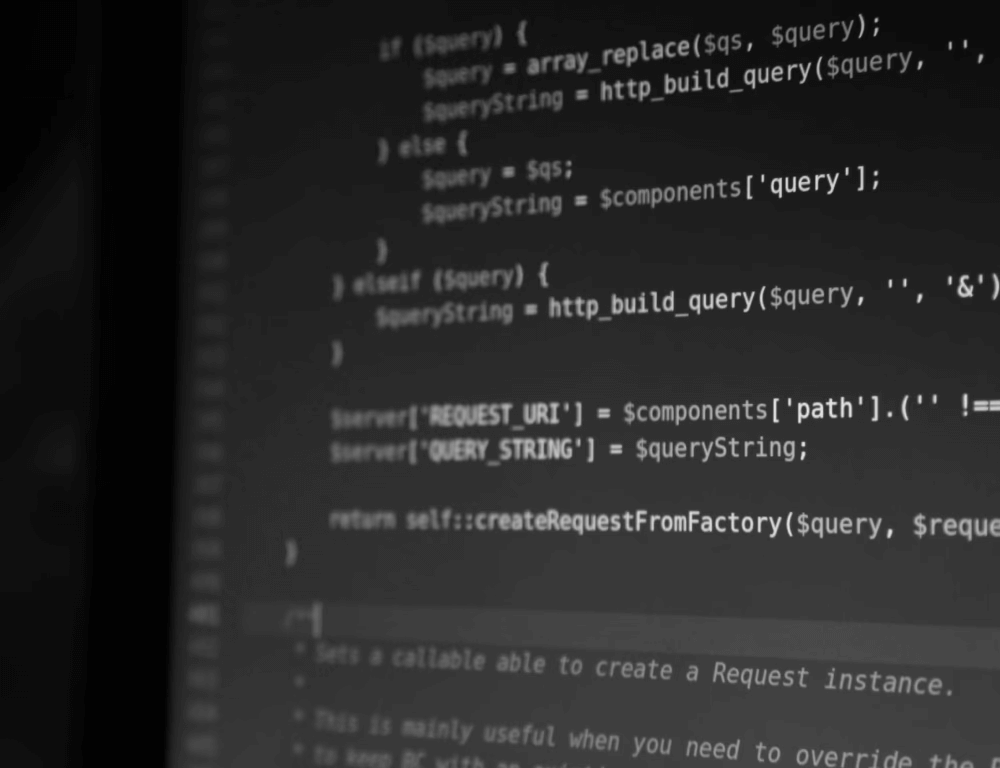 if ($query) {
$query = array_replace($qs, $query);
$queryString = http_build_query($query, '',
} else {
$query = $qs;
$queryString = $components['query'];
}
} elseif ($query) {
$queryString = http_build_query($query, '', '&')
}
$server['REQUEST_URI'] = $components['path'].('' !==
$server['QUERY_STRING'] = $queryString;
return self::createRequestFromFactory($query, $reque
}
/**
* Sets a callable able to create a Request instance.
*
* This is mainly useful when you need to override the
* to keep BC with an